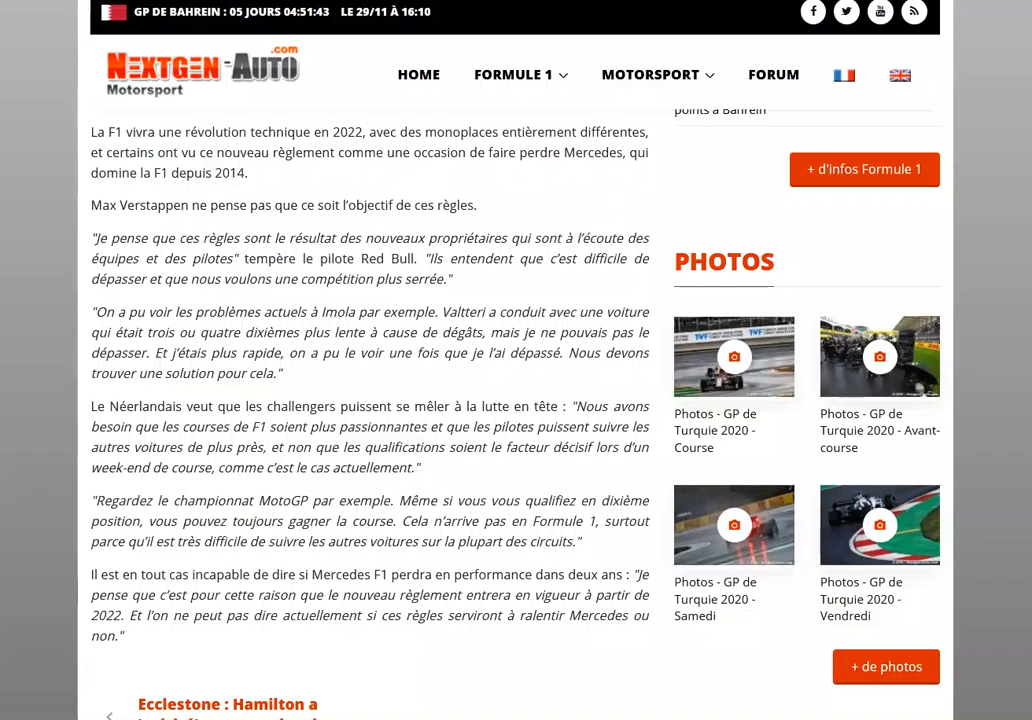 GP DE BAHREIN : 05 JOURS 04:51:43 LE 29/11 À 16:10
NEXTGEN-AUTO
.com
Motorsport
HOME FORMULE 1 MOTORSPORT FORUM
points à Bahreïn
La F1 vivra une révolution technique en 2022, avec des monoplaces entièrement différentes,
et certains ont vu ce nouveau règlement comme une occasion de faire perdre Mercedes, qui
domine la F1 depuis 2014.
Max Verstappen ne pense pas que ce soit l’objectif de ces règles.
"Je pense que ces règles sont le résultat des nouveaux propriétaires qui sont à l’écoute des
équipes et des pilotes" tempère le pilote Red Bull. "Ils entendent que c’est difficile de
dépasser et que nous voulons une compétition plus serrée."
"On a pu voir les problèmes actuels à Imola par exemple. Valtteri a conduit avec une voiture
qui était trois ou quatre dixièmes plus lente à cause de dégâts, mais je ne pouvais pas le
dépasser. Et j’étais plus rapide, on a pu le voir une fois que je l’ai dépassé. Nous devons
trouver une solution pour cela."
Le Néerlandais veut que les challengers puissent se mêler à la lutte en tête : "Nous avons
besoin que les courses de F1 soient plus passionnantes et que les pilotes puissent suivre les
autres voitures de plus près, et non que les qualifications soient le facteur décisif lors d’un
week-end de course, comme c’est le cas actuellement."
"Regardez le championnat MotoGP par exemple. Même si vous vous qualifiez en dixième
position, vous pouvez toujours gagner la course. Cela n’arrive pas en Formule 1, surtout
parce qu’il est très difficile de suivre les autres voitures sur la plupart des circuits."
Il est en tout cas incapable de dire si Mercedes F1 perdra en performance dans deux ans : "Je
pense que c’est pour cette raison que le nouveau règlement entrera en vigueur à partir de
2022. Et l’on ne peut pas dire actuellement si ces règles serviront à ralentir Mercedes ou
non."
Ecclestone : Hamilton a
+ d'infos Formule 1
PHOTOS
Photos - GP de
Turquie 2020 -
Course
Photos - GP de
Turquie 2020 - Avant-
course
Photos - GP de
Turquie 2020 -
Samedi
Photos - GP de
Turquie 2020 -
Vendredi
+ de photos